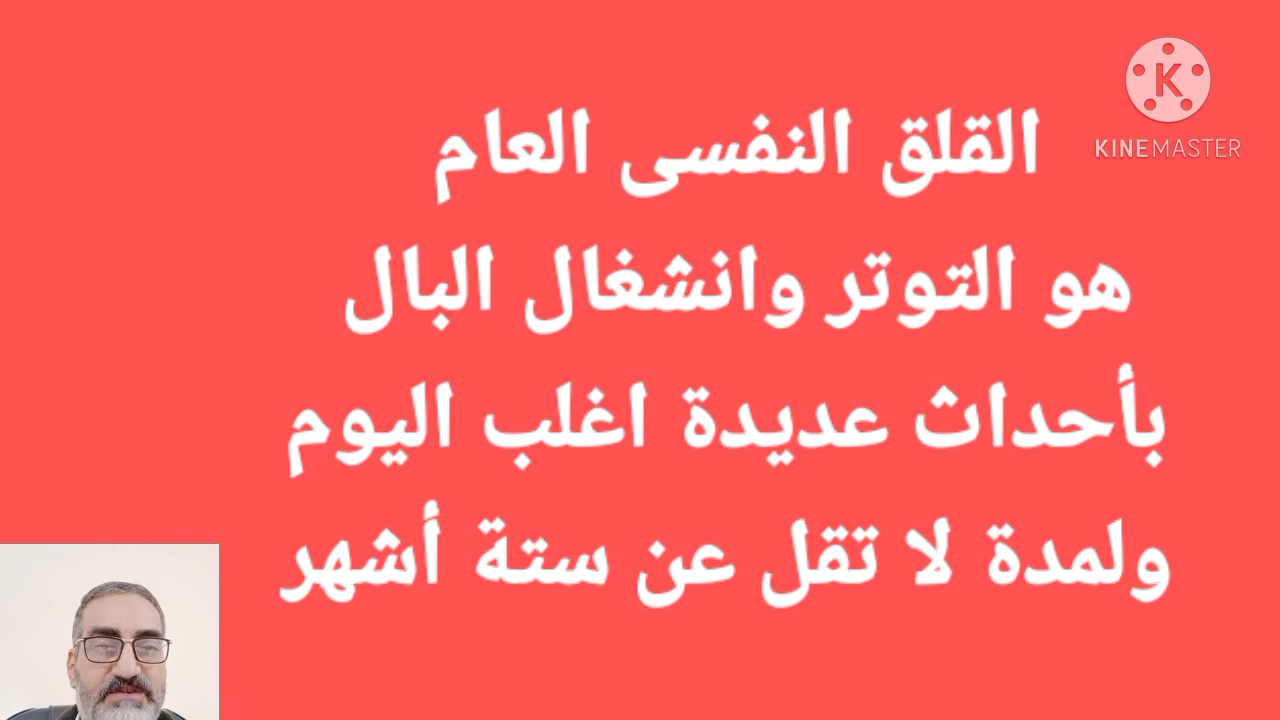 القلق النفسى العام
هو التوتر وانشغال البال
بأحداث عديدة اغلب اليوم
ولمدة لا تقل عن ستة أشهر
K
KINEMASTER